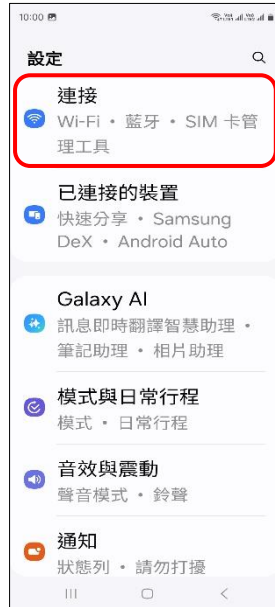 10:00
設定
連接
Wi-Fi • 藍牙 • SIM 卡管
理工具
已連接的裝置
快速分享 • Samsung
DeX • Android Auto
Galaxy AI
訊息即時翻譯智慧助理 •
筆記助理 • 相片助理
模式與日常行程
模式 • 日常行程
音效與震動
聲音模式 • 鈴聲
通知
狀態列 • 請勿打擾